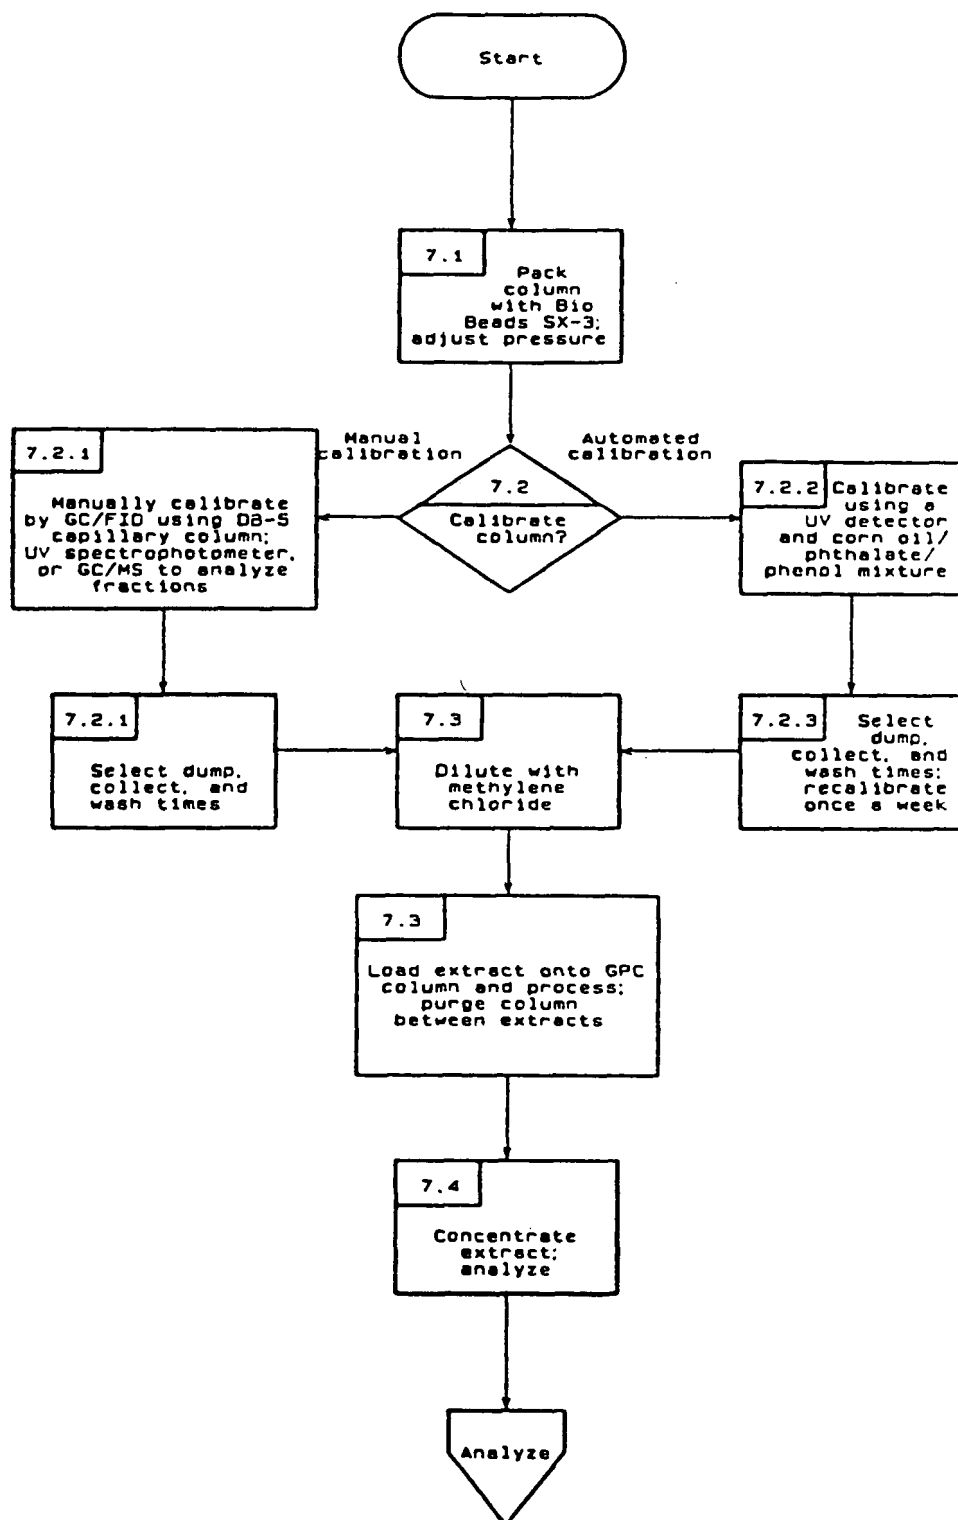 Start
7.1
Pack
column
with Bio
Beads SX-3;
adjust pressure
Manual
calibration
Automated
calibration
7.2
Calibrate
column?
7.2.1
Manually calibrate
by GC/FID using DB-5
capillary column;
UV spectrophotometer.
or GC/MS to analyze
fractions
7.2.2
Calibrate
using a
UV detector
and corn oil/
phthalate/
phenol mixture
7.2.1
Select dump,
collect, and
wash times
7.3
Dilute with
methylene
chloride
7.2.3
Select
dump,
collect, and
wash times;
recalibrate
once a week
7.3
Load extract onto GPC
column and process;
purge column
between extracts
7.4
Concentrate
extract;
analyze
Analyze